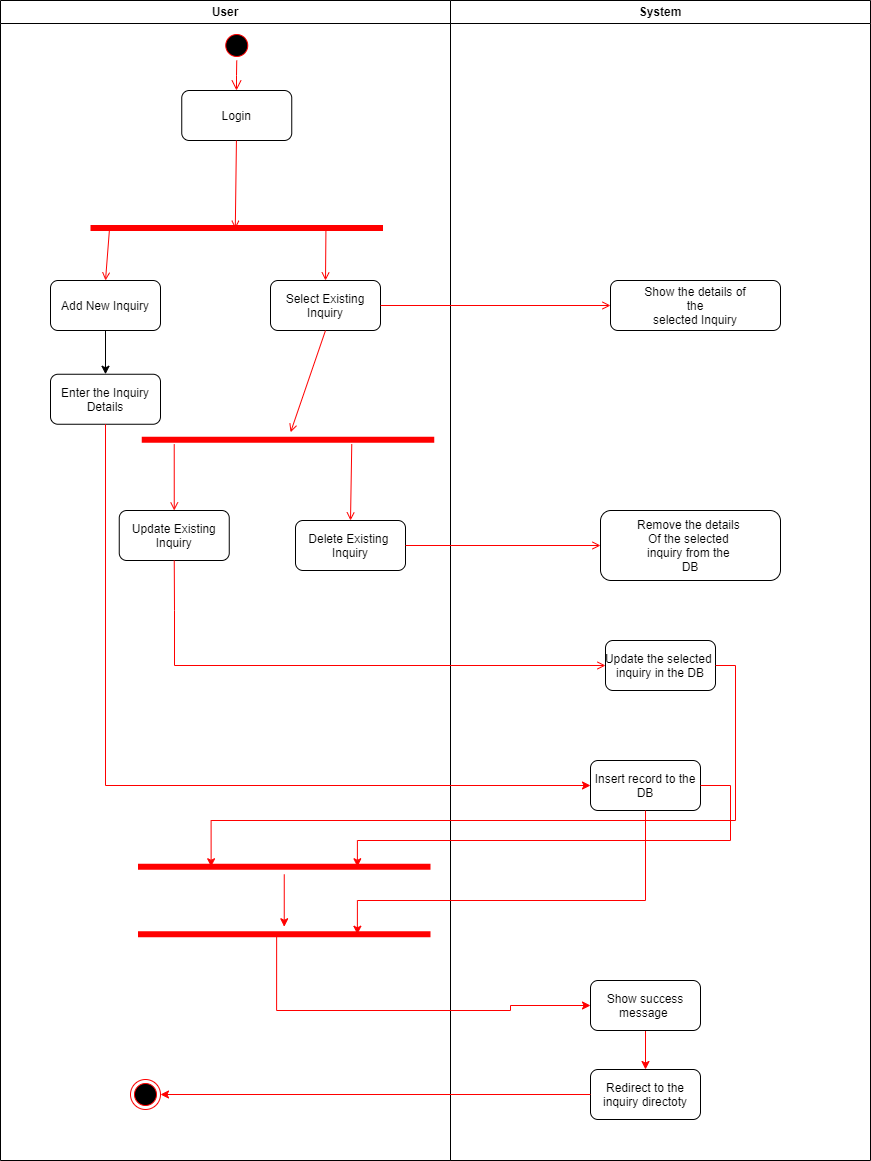 User
System
Login
Add New Inquiry
Select Existing
Inquiry
Show the details of
the
selected Inquiry
Enter the Inquiry
Details
Update Existing
Inquiry
Delete Existing
Inquiry
Remove the details
Of the selected
inquiry from the
DB
Update the selected
inquiry in the DB
Insert record to the
DB
Show success
message
Redirect to the
inquiry directoty